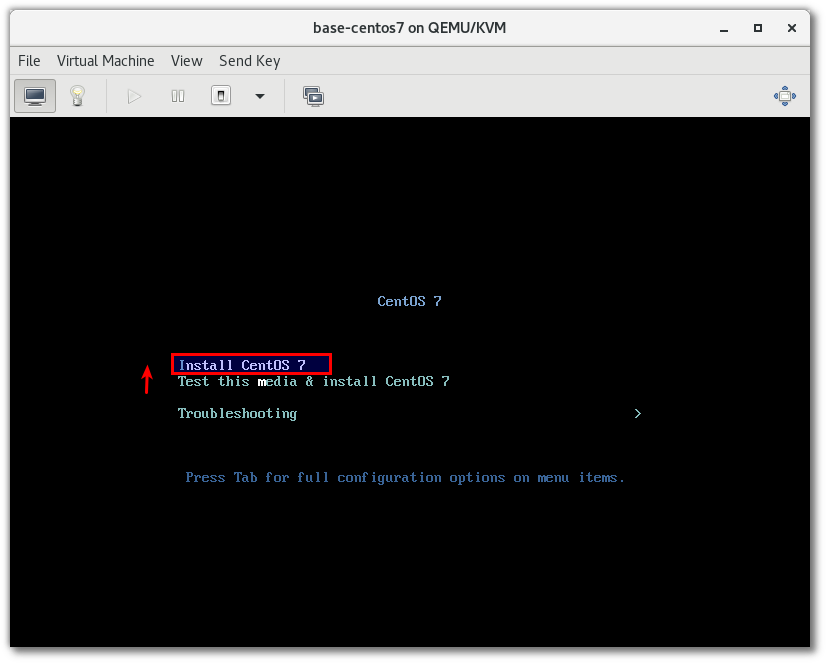 base-centos7 on QEMU/KVM
File Virtual Machine View Send Key
CentOS 7
Install CentOS 7
Test this media & install CentOS 7
Troubleshooting >
Press Tab for full configuration options on menu items.